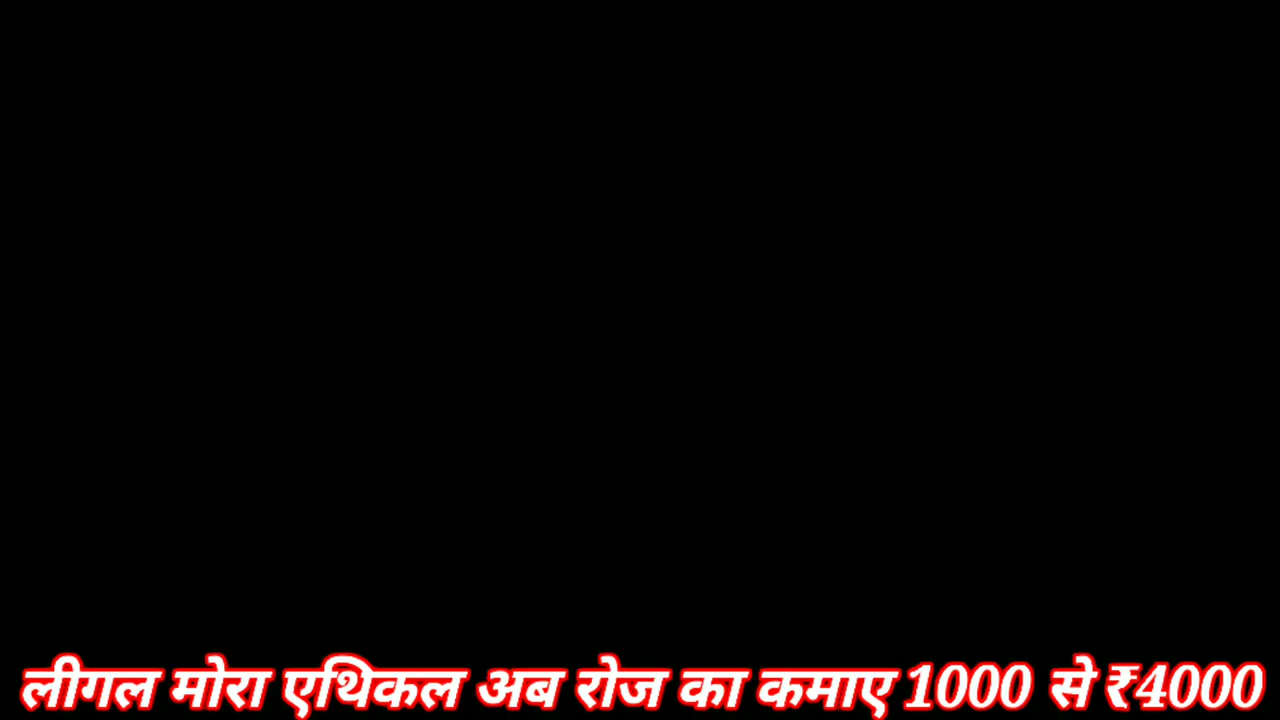 लीगल मोरा एथिकल अब रोज का कमाए 1000 से ₹4000